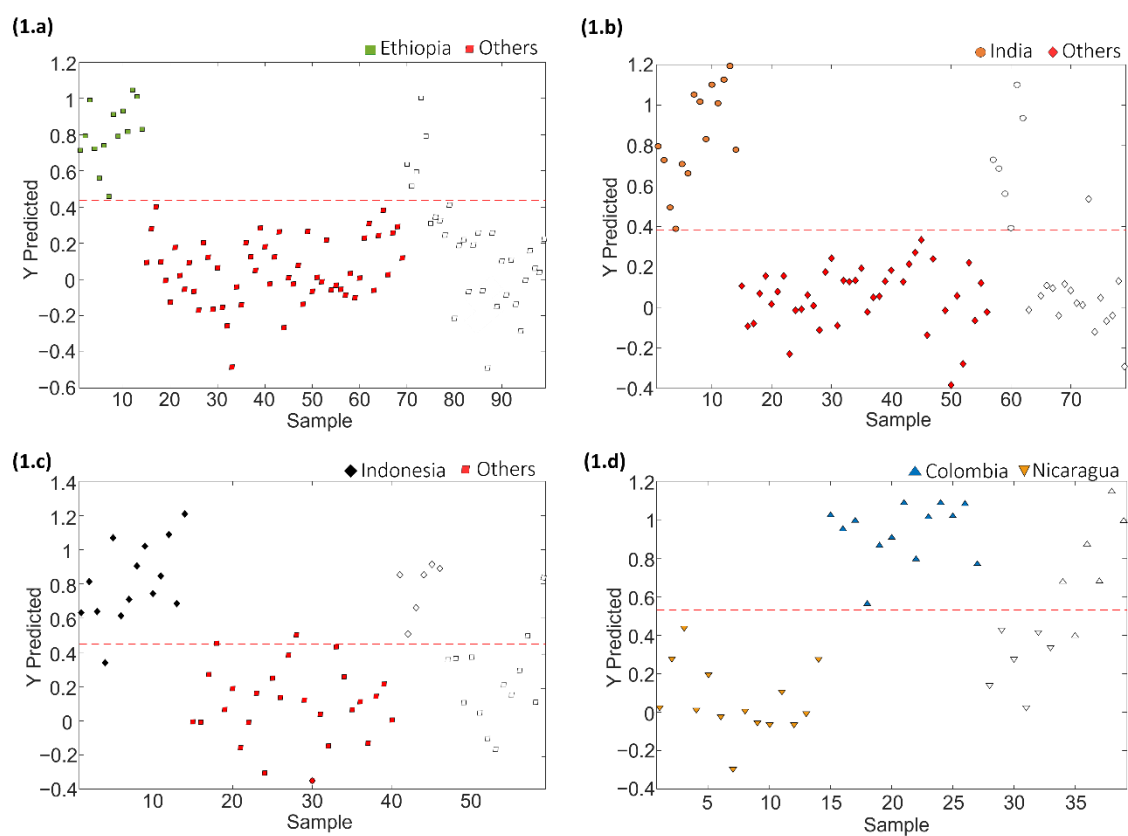 (1.a)
Ethiopia Others
1.2
1
0.8
0.6
0.4
0.2
0
-0.2
-0.4
-0.6
Y Predicted
10 20 30 40 50 60 70 80 90
Sample
(1.b)
India Others
1.2
1
0.8
0.6
0.4
0.2
0
-0.2
-0.4
Y Predicted
10 20 30 40 50 60 70
Sample
(1.c)
Indonesia Others
1.4
1.2
1
0.8
0.6
0.4
0.2
0
-0.2
-0.4
Y Predicted
10 20 30 40 50
Sample
(1.d)
Colombia Nicaragua
1.2
1
0.8
0.6
0.4
0.2
0
-0.2
-0.4
Y Predicted
5 10 15 20 25 30 35
Sample